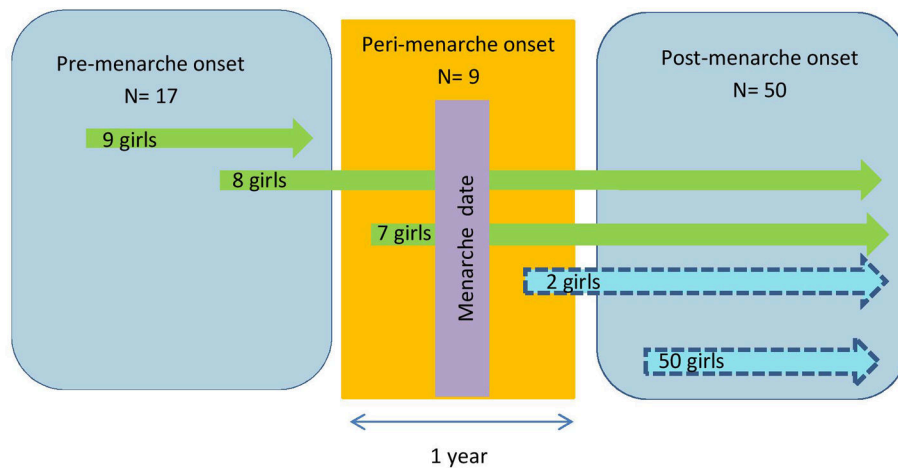 Pre-menarche onset
N= 17
Peri-menarche onset
N= 9
Post-menarche onset
N= 50
9 girls
8 girls
7 girls
2 girls
50 girls
Menarche date
1 year